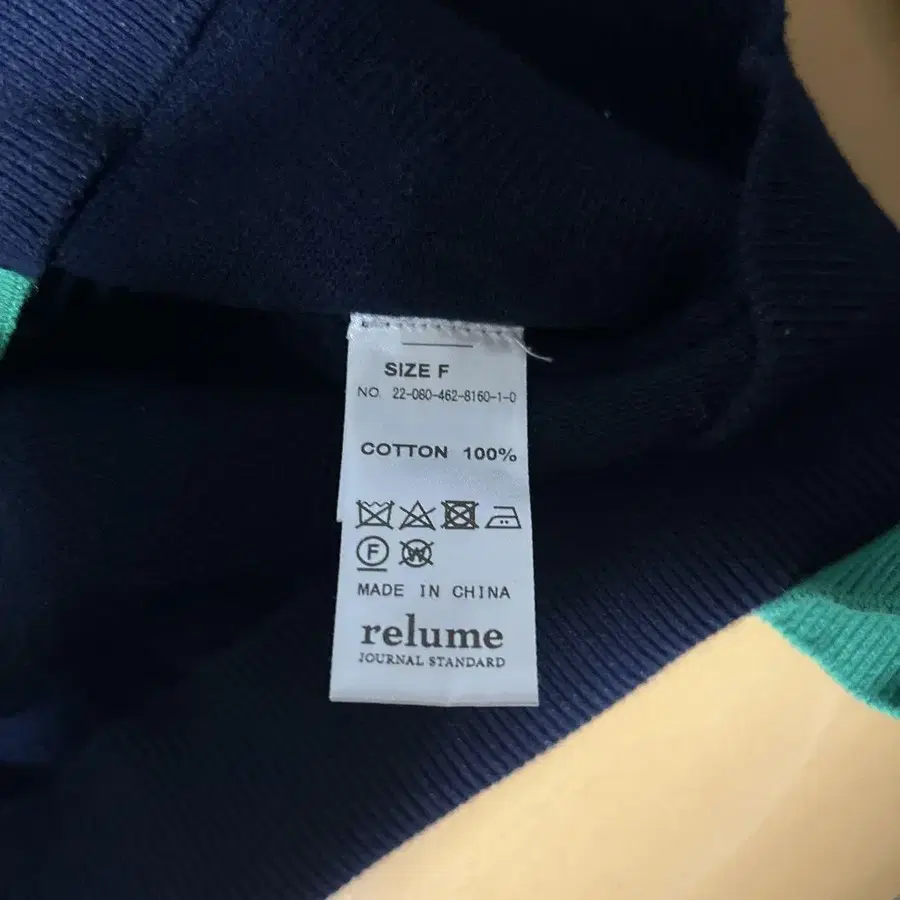 SIZE F
NO. 22-080-462-8160-1-0
COTTON 100%
F W
MADE IN CHINA
relume
JOURNAL STANDARD